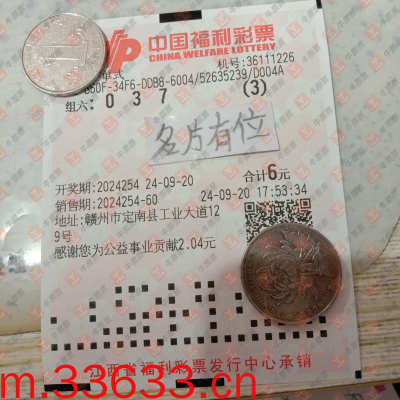 中国福利彩票
CHINA WELFARE LOTTERY
单式
机号:36111226
-34F6-DDB8-6004/52635239/D004A
组六: 0 3 7 (3)
名片有位
合计6元
开奖期:2024254 24-09-20
销售期:2024254-60 24-09-20 17:53:34
地址:赣州市定南县工业大道12
9号
感谢您为公益事业贡献2.04元
江西省福利彩票发行中心承销
m.33633.cn